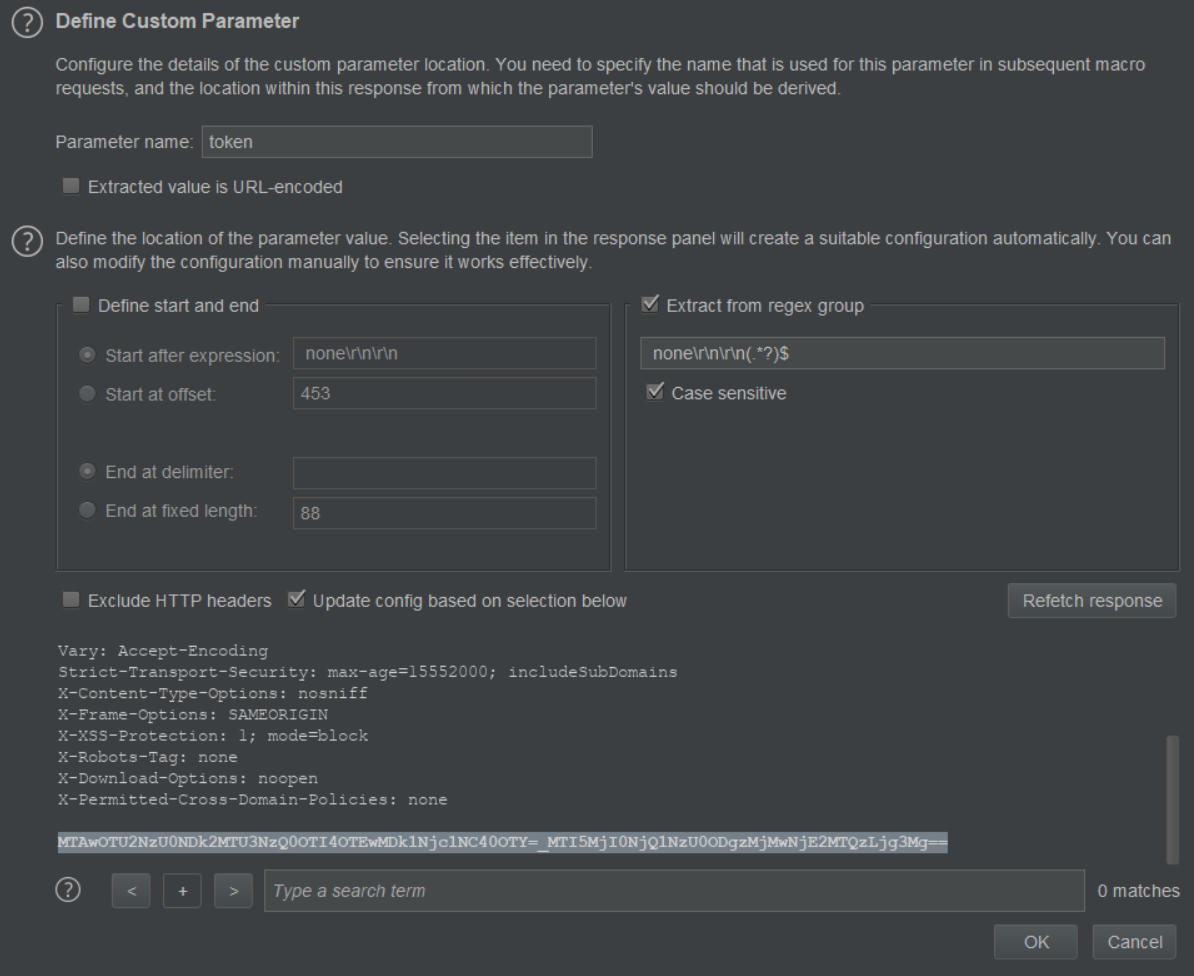 Define Custom Parameter
Configure the details of the custom parameter location. You need to specify the name that is used for this parameter in subsequent macro
requests, and the location within this response from which the parameter's value should be derived.
Parameter name: token
Extracted value is URL-encoded
Define the location of the parameter value. Selecting the item in the response panel will create a suitable configuration automatically. You can
also modify the configuration manually to ensure it works effectively.
Define start and end
Start after expression: none\r\n\r\n
Start at offset: 453
End at delimiter:
End at fixed length: 88
Extract from regex group
none\r\n\r\n(.*?)$
Case sensitive
Exclude HTTP headers Update config based on selection below Refetch response
Vary: Accept-Encoding
Strict-Transport-Security: max-age=15552000; includeSubDomains
X-Content-Type-Options: nosniff
X-Frame-Options: SAMEORIGIN
X-XSS-Protection: 1; mode=block
X-Robots-Tag: none
X-Download-Options: noopen
X-Permitted-Cross-Domain-Policies: none
MTAwOTU2NzU0NDk2MTU3NzQ0OTI4OTEwMDk1Njc1NC40OTY=_MTI5MjI0NjQ1NzU0ODgzMjMwNjE2MTQzLjg3Mg==
? < + > Type a search term 0 matches
OK Cancel